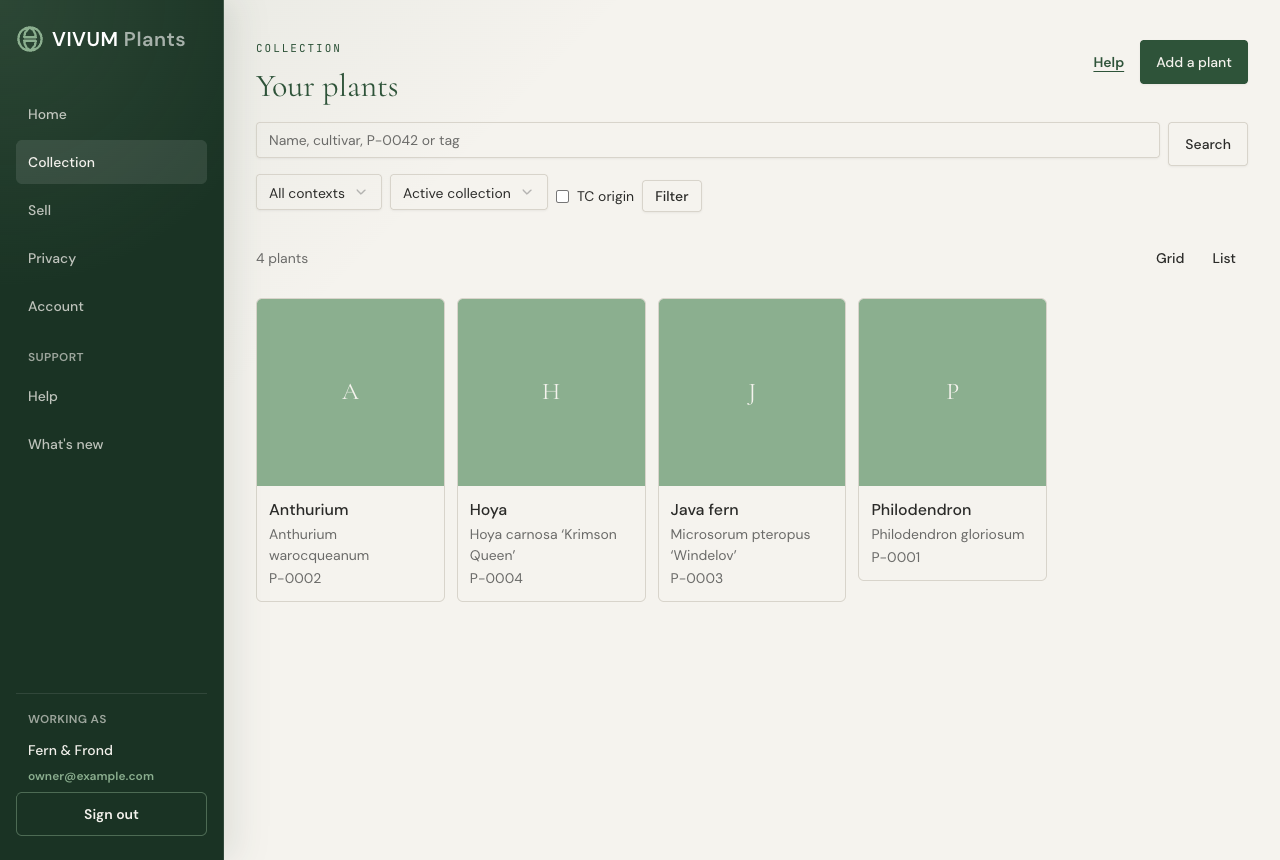 VIVUM Plants
Home
Collection
Sell
Privacy
Account
SUPPORT
Help
What's new
WORKING AS
Fern & Frond
owner@example.com
Sign out
COLLECTION
Your plants
Help
Add a plant
Name, cultivar, P-0042 or tag
Search
All contexts
Active collection
TC origin
Filter
4 plants
Grid
List
A
Anthurium
Anthurium
warocqueanum
P-0002
H
Hoya
Hoya carnosa ‘Krimson
Queen’
P-0004
J
Java fern
Microsorum pteropus
‘Windelov’
P-0003
P
Philodendron
Philodendron gloriosum
P-0001